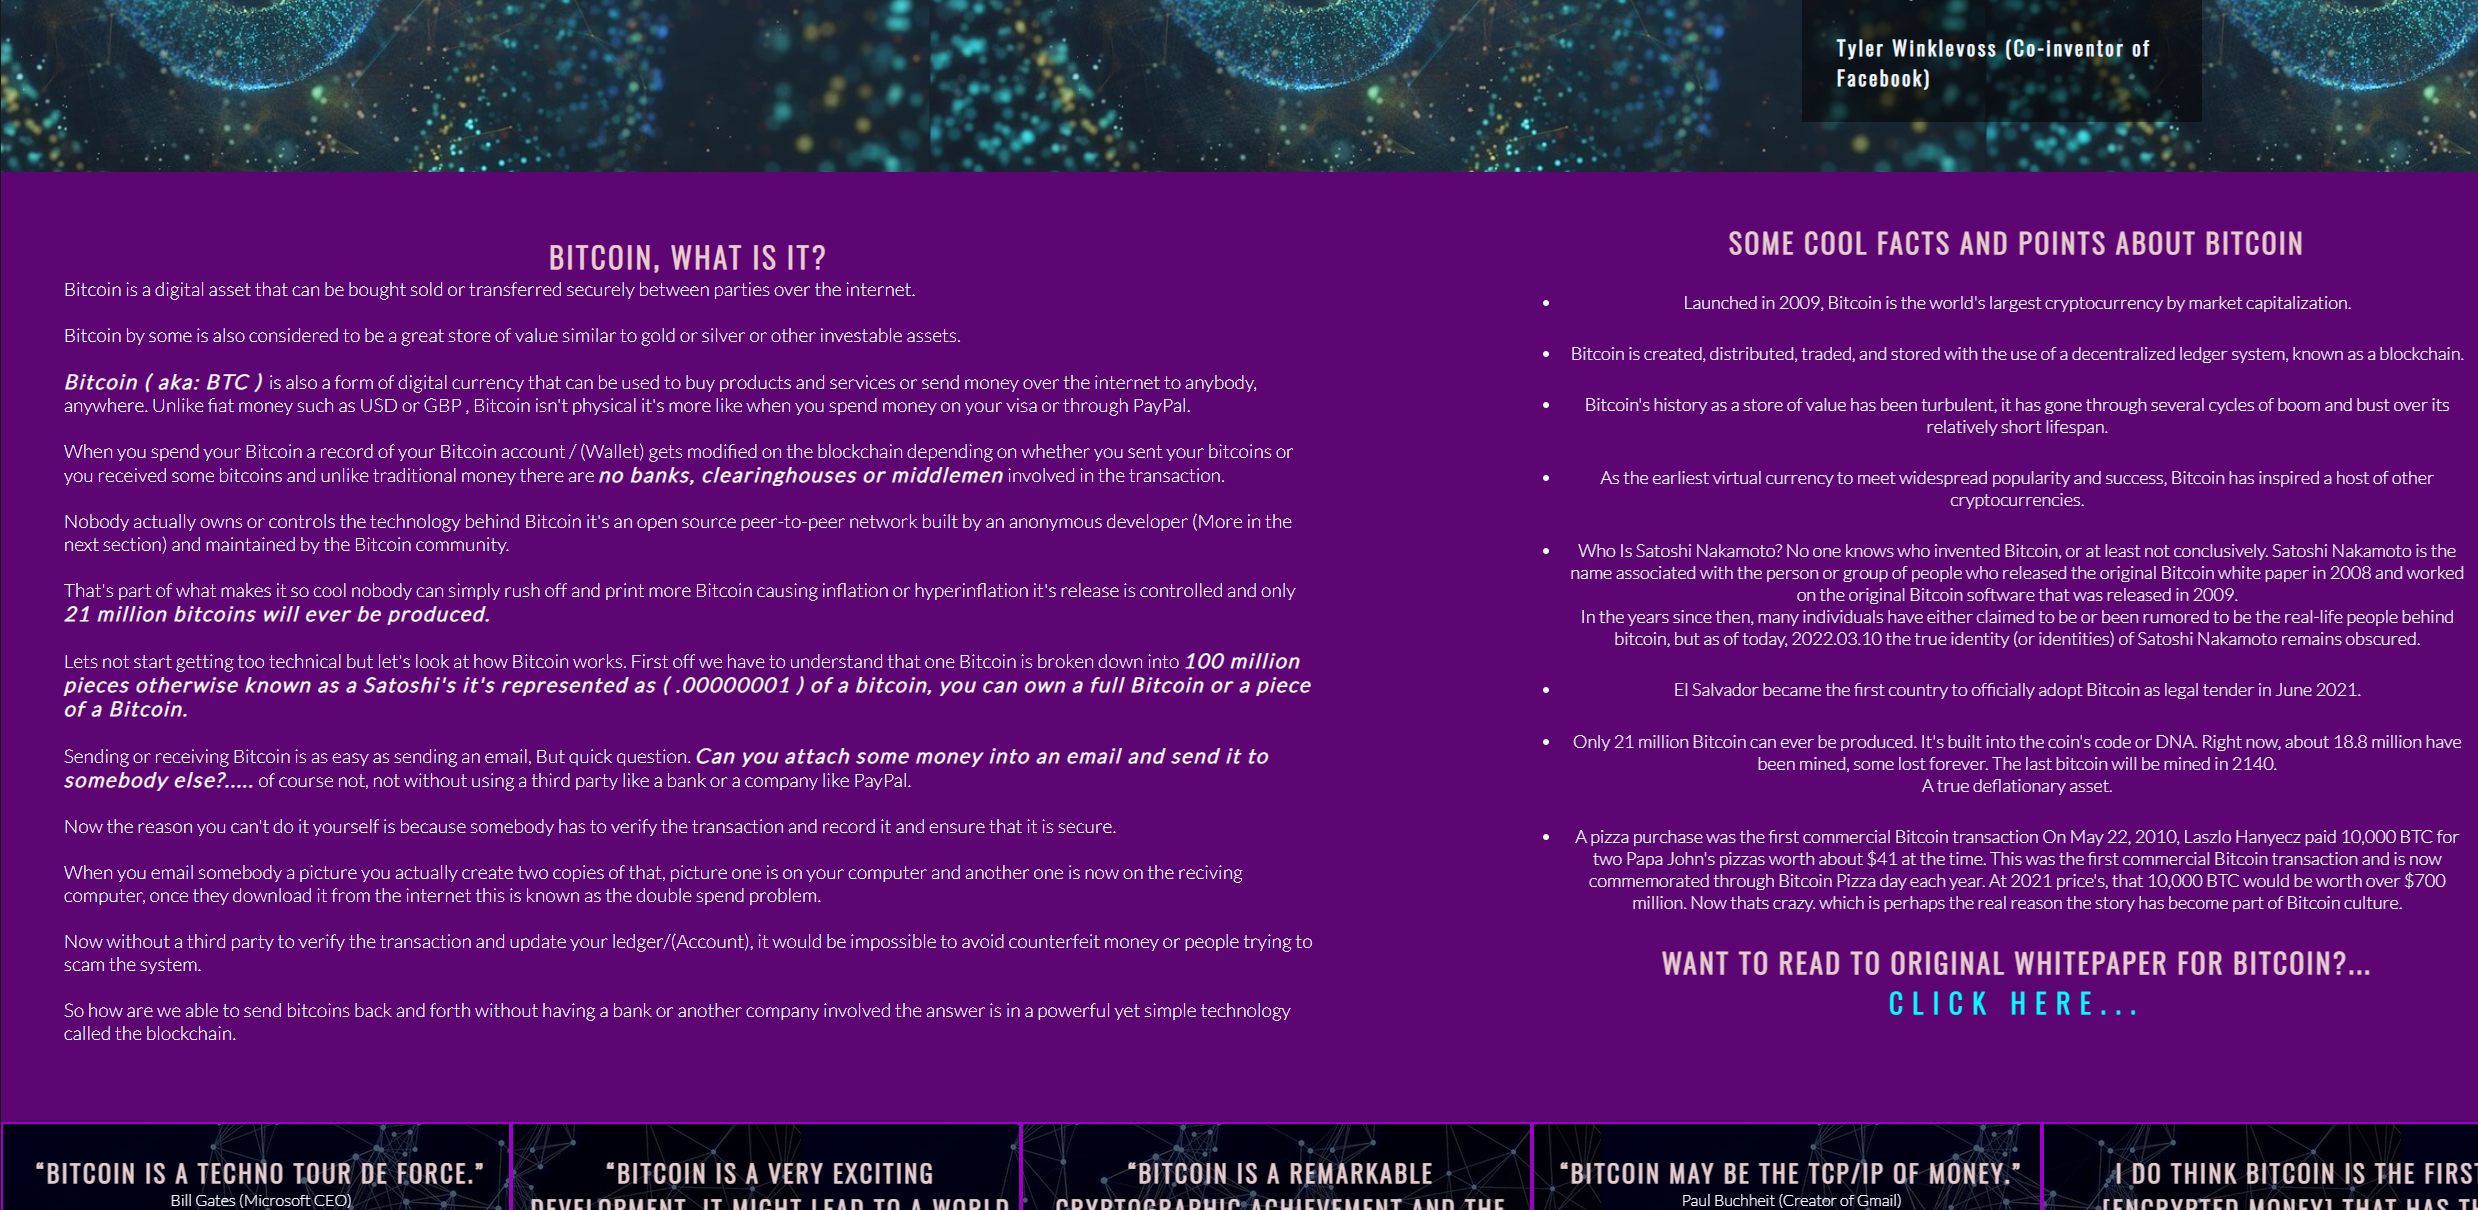 Tyler Winklevoss (Co-inventor of
Facebook)
BITCOIN, WHAT IS IT?
Bitcoin is a digital asset that can be bought sold or transferred securely between parties over the internet.
Bitcoin by some is also considered to be a great store of value similar to gold or silver or other investable assets.
Bitcoin ( aka: BTC ) is also a form of digital currency that can be used to buy products and services or send money over the internet to anybody,
anywhere. Unlike fiat money such as USD or GBP , Bitcoin isn't physical it's more like when you spend money on your visa or through PayPal.
When you spend your Bitcoin a record of your Bitcoin account / (Wallet) gets modified on the blockchain depending on whether you sent your bitcoins or
you received some bitcoins and unlike traditional money there are no banks, clearinghouses or middlemen involved in the transaction.
Nobody actually owns or controls the technology behind Bitcoin it's an open source peer-to-peer network built by an anonymous developer (More in the
next section) and maintained by the Bitcoin community.
That's part of what makes it so cool nobody can simply rush off and print more Bitcoin causing inflation or hyperinflation it's release is controlled and only
21 million bitcoins will ever be produced.
Lets not start getting too technical but let's look at how Bitcoin works. First off we have to understand that one Bitcoin is broken down into 100 million
pieces otherwise known as a Satoshi's it's represented as ( .00000001 ) of a bitcoin, you can own a full Bitcoin or a piece
of a Bitcoin.
Sending or receiving Bitcoin is as easy as sending an email, But quick question. Can you attach some money into an email and send it to
somebody else?..... of course not, not without using a third party like a bank or a company like PayPal.
Now the reason you can't do it yourself is because somebody has to verify the transaction and record it and ensure that it is secure.
When you email somebody a picture you actually create two copies of that, picture one is on your computer and another one is now on the reciving
computer, once they download it from the internet this is known as the double spend problem.
Now without a third party to verify the transaction and update your ledger/(Account), it would be impossible to avoid counterfeit money or people trying to
scam the system.
So how are we able to send bitcoins back and forth without having a bank or another company involved the answer is in a powerful yet simple technology
called the blockchain.
SOME COOL FACTS AND POINTS ABOUT BITCOIN
• Launched in 2009, Bitcoin is the world's largest cryptocurrency by market capitalization.
• Bitcoin is created, distributed, traded, and stored with the use of a decentralized ledger system, known as a blockchain.
• Bitcoin's history as a store of value has been turbulent, it has gone through several cycles of boom and bust over its
relatively short lifespan.
• As the earliest virtual currency to meet widespread popularity and success, Bitcoin has inspired a host of other
cryptocurrencies.
• Who Is Satoshi Nakamoto? No one knows who invented Bitcoin, or at least not conclusively. Satoshi Nakamoto is the
name associated with the person or group of people who released the original Bitcoin white paper in 2008 and worked
on the original Bitcoin software that was released in 2009.
In the years since then, many individuals have either claimed to be or been rumored to be the real-life people behind
bitcoin, but as of today, 2022.03.10 the true identity (or identities) of Satoshi Nakamoto remains obscured.
• El Salvador became the first country to officially adopt Bitcoin as legal tender in June 2021.
• Only 21 million Bitcoin can ever be produced. It's built into the coin's code or DNA. Right now, about 18.8 million have
been mined, some lost forever. The last bitcoin will be mined in 2140.
A true deflationary asset.
• A pizza purchase was the first commercial Bitcoin transaction On May 22, 2010, Laszlo Hanyecz paid 10,000 BTC for
two Papa John's pizzas worth about $41 at the time. This was the first commercial Bitcoin transaction and is now
commemorated through Bitcoin Pizza day each year. At 2021 price's, that 10,000 BTC would be worth over $700
million. Now thats crazy. which is perhaps the real reason the story has become part of Bitcoin culture.
WANT TO READ TO ORIGINAL WHITEPAPER FOR BITCOIN?...
CLICK HERE...
“BITCOIN IS A TECHNO TOUR DE FORCE.”
Bill Gates (Microsoft CEO)
“BITCOIN IS A VERY EXCITING
DEVELOPMENT, IT MIGHT LEAD TO A WORLD
“BITCOIN IS A REMARKABLE
CRYPTOGRAPHIC ACHIEVEMENT AND THE
“BITCOIN MAY BE THE TCP/IP OF MONEY.”
Paul Buchheit (Creator of Gmail)
I DO THINK BITCOIN IS THE FIRS
[ENCRYPTED MONEY] THAT HAS